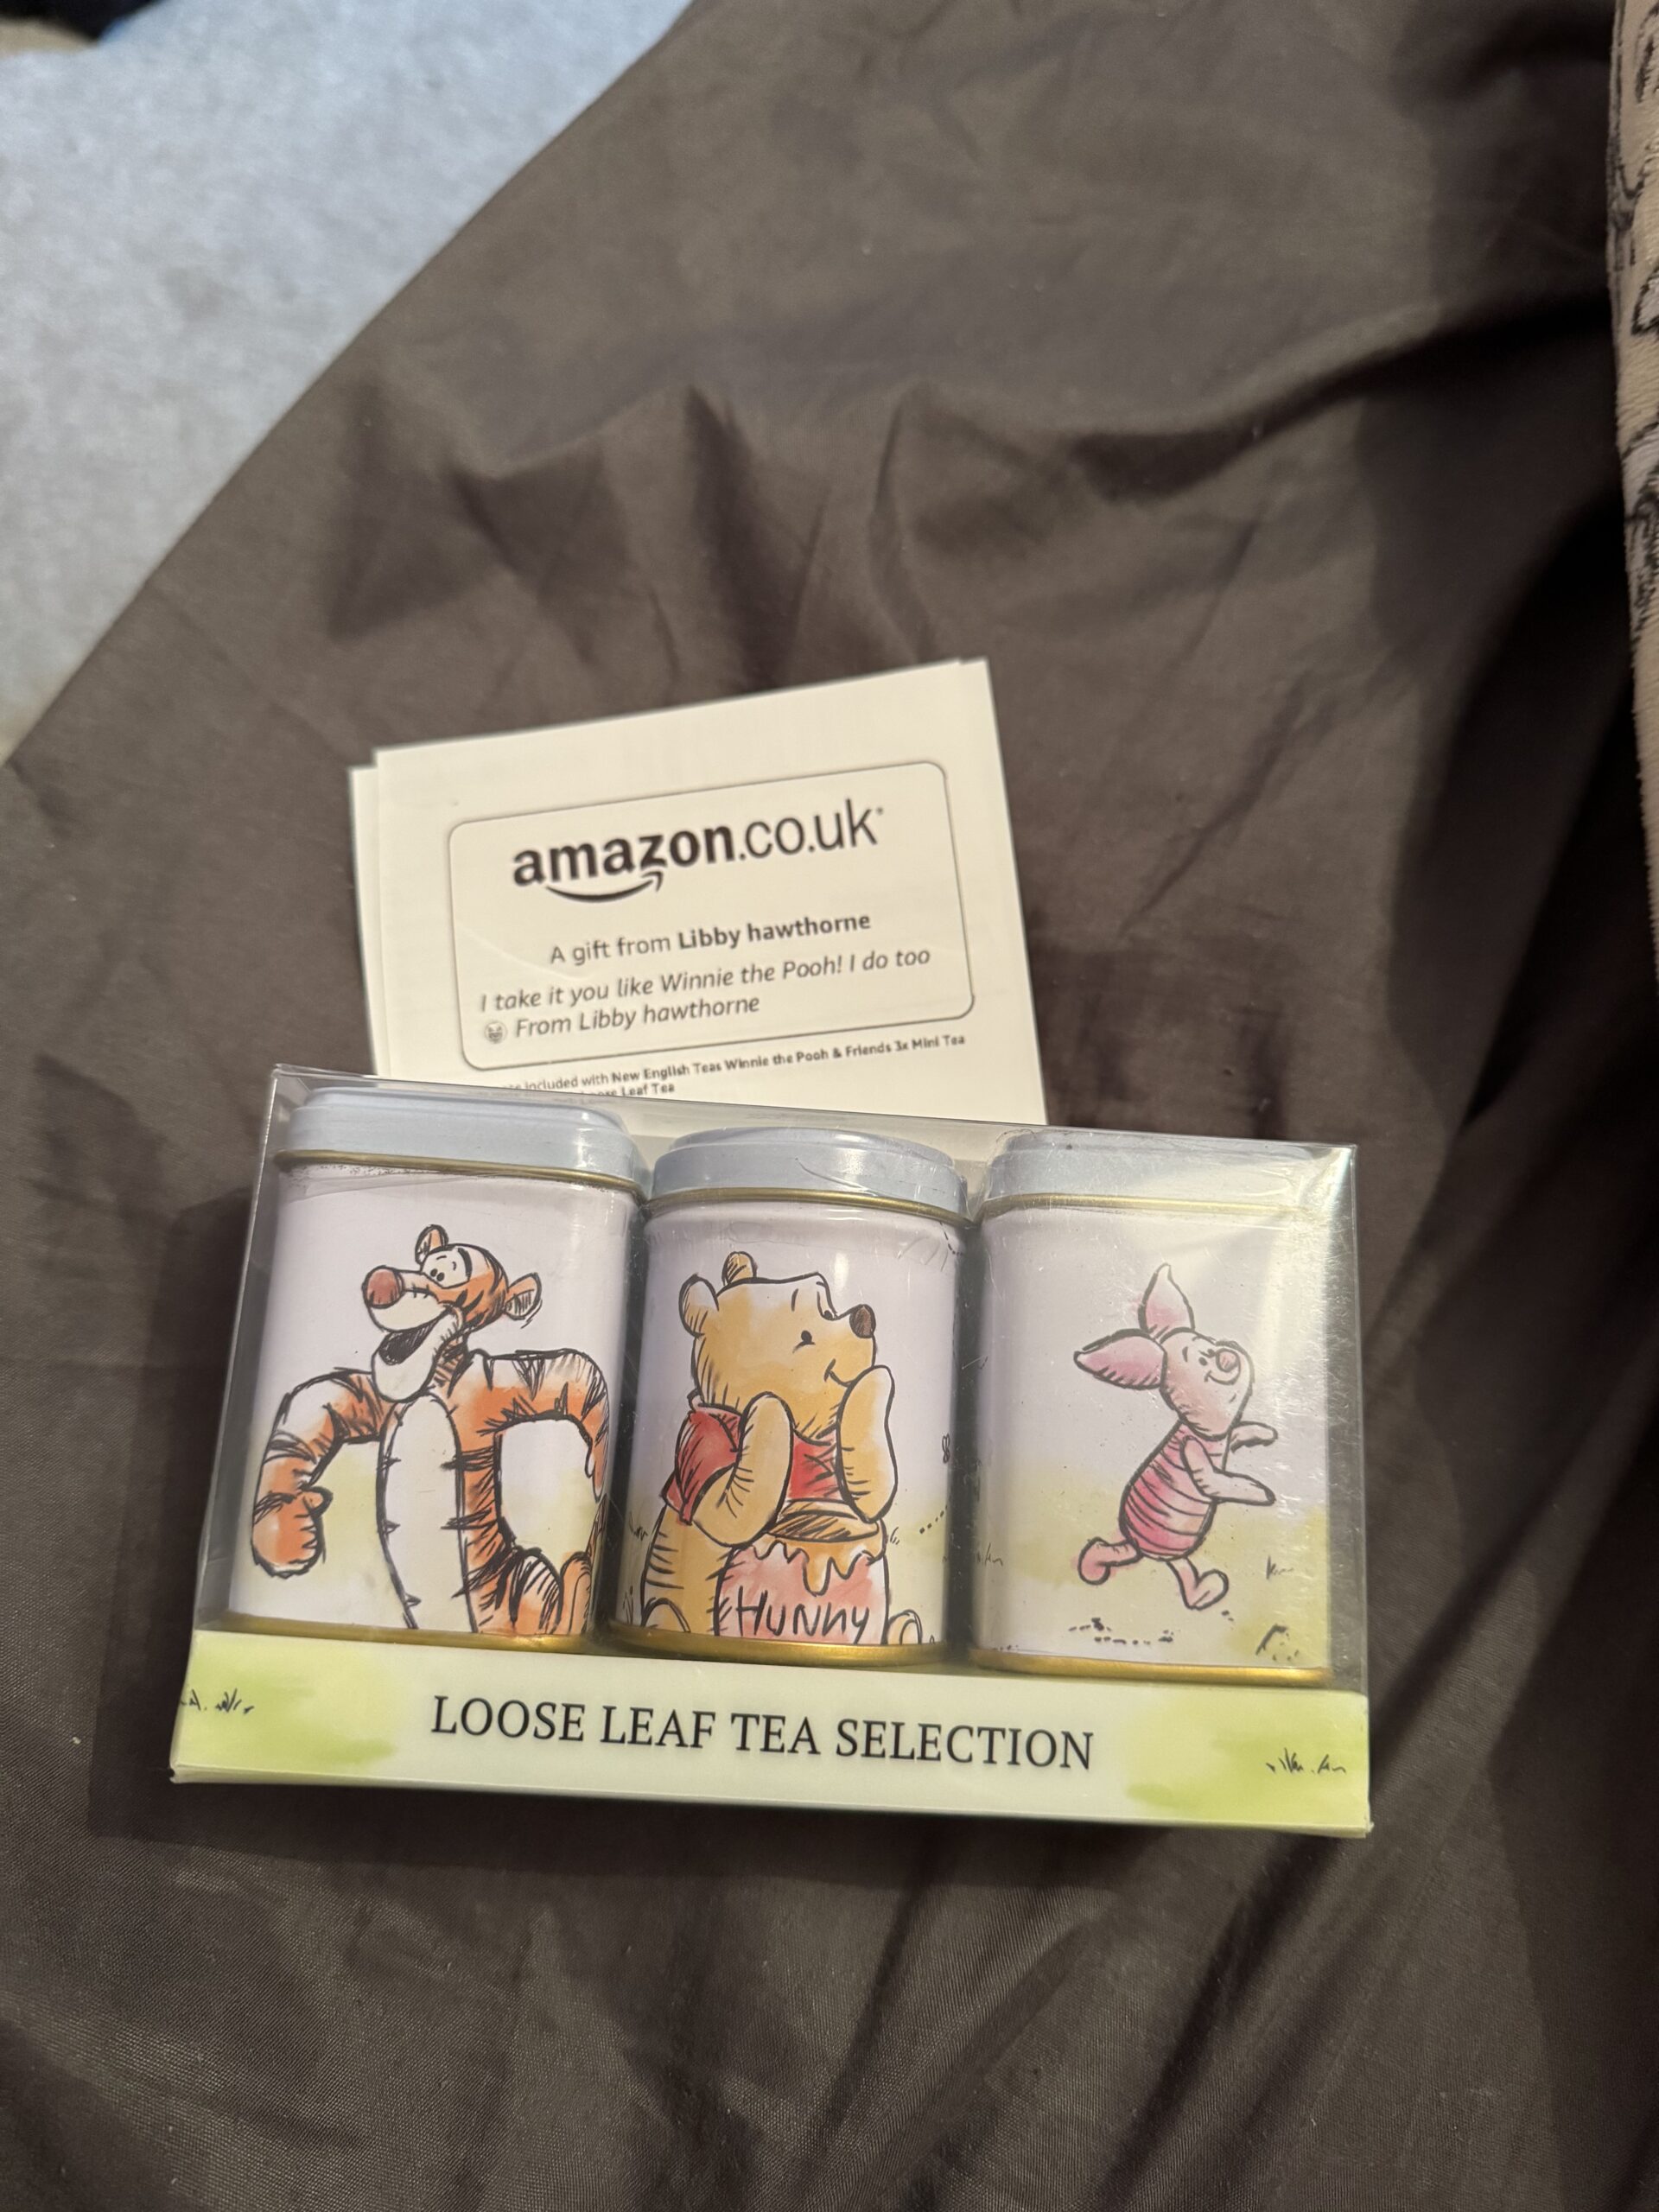 amazon.co.uk
A gift from Libby hawthorne
I take it you like Winnie the Pooh! I do too
😀 From Libby hawthorne
included with New English Teas Winnie the Pooh & Friends 3x Mini Tea
Leaf Tea
HUNNY
LOOSE LEAF TEA SELECTION